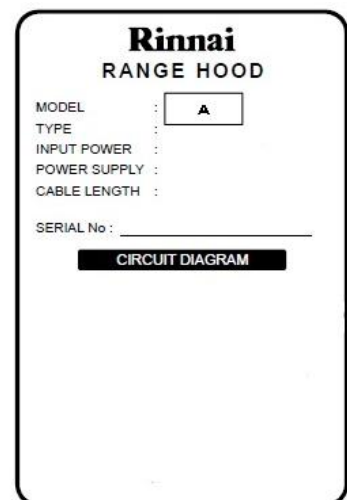 Rinnai
RANGE HOOD
MODEL : A
TYPE :
INPUT POWER :
POWER SUPPLY :
CABLE LENGTH :
SERIAL No :
CIRCUIT DIAGRAM